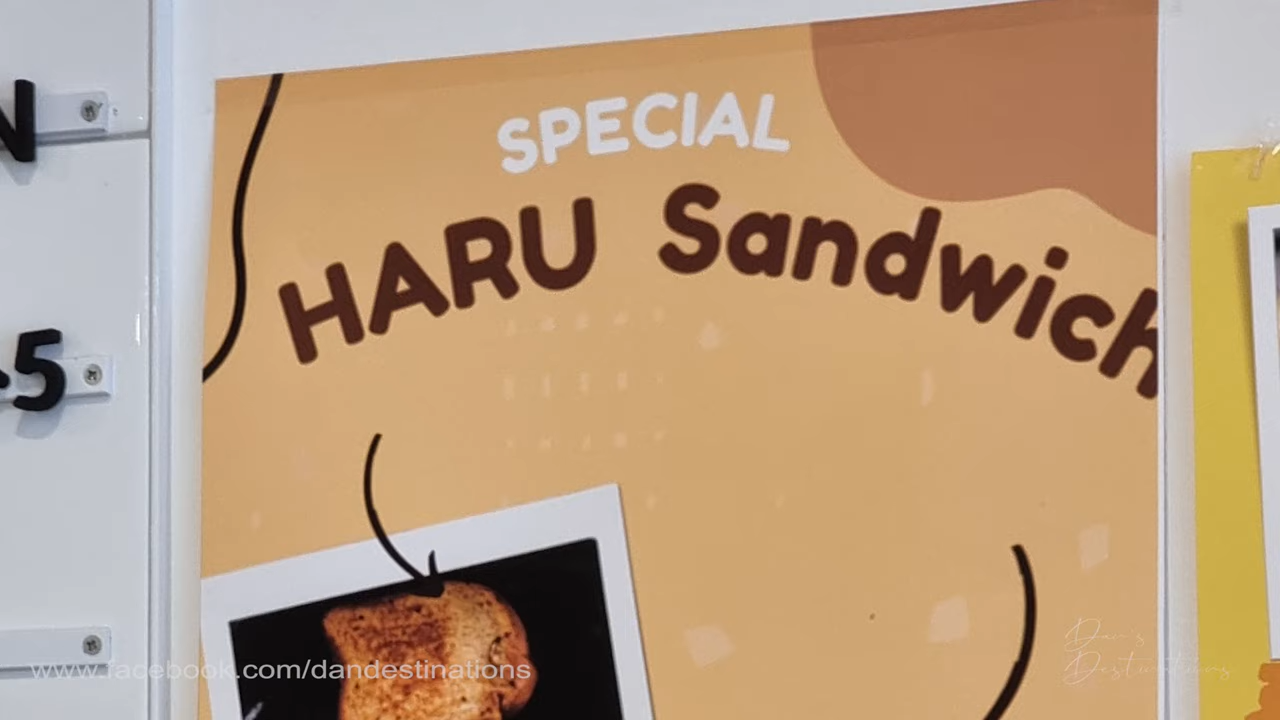 N
SPECIAL
HARU Sandwich
5
www.facebook.com/dandestinations
Dan's
Destinations